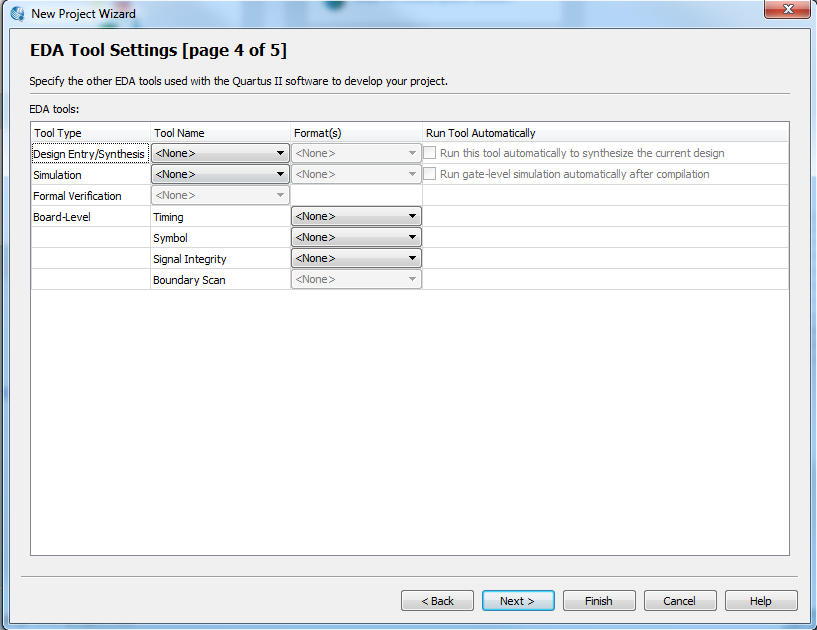 New Project Wizard
EDA Tool Settings [page 4 of 5]
Specify the other EDA tools used with the Quartus II software to develop your project.
EDA tools:
Tool Type Tool Name Format(s) Run Tool Automatically
Design Entry/Synthesis <None> <None> Run this tool automatically to synthesize the current design
Simulation <None> <None> Run gate-level simulation automatically after compilation
Formal Verification <None>
Board-Level Timing <None>
Symbol <None>
Signal Integrity <None>
Boundary Scan <None>
< Back Next > Finish Cancel Help